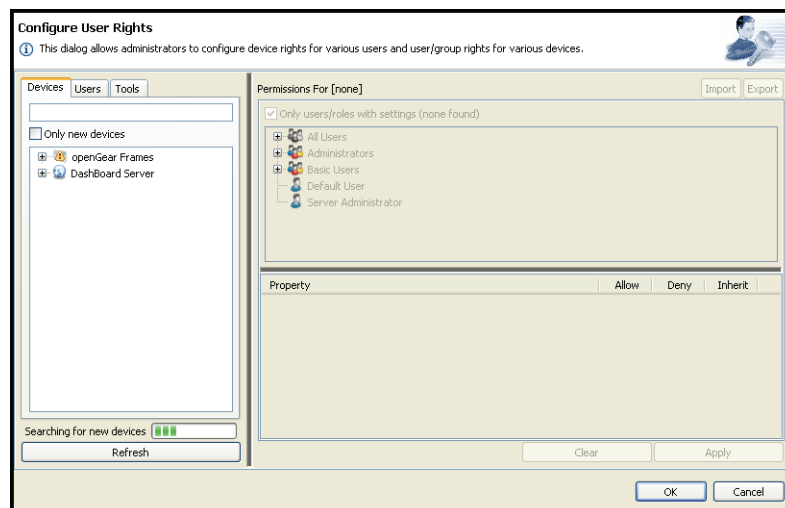 Configure User Rights
This dialog allows administrators to configure device rights for various users and user/group rights for various devices.
Devices Users Tools
Only new devices
openGear Frames
DashBoard Server
Searching for new devices
Refresh
Permissions For [none]
Import Export
Only users/roles with settings (none found)
All Users
Administrators
Basic Users
Default User
Server Administrator
Property Allow Deny Inherit
Clear Apply
OK Cancel